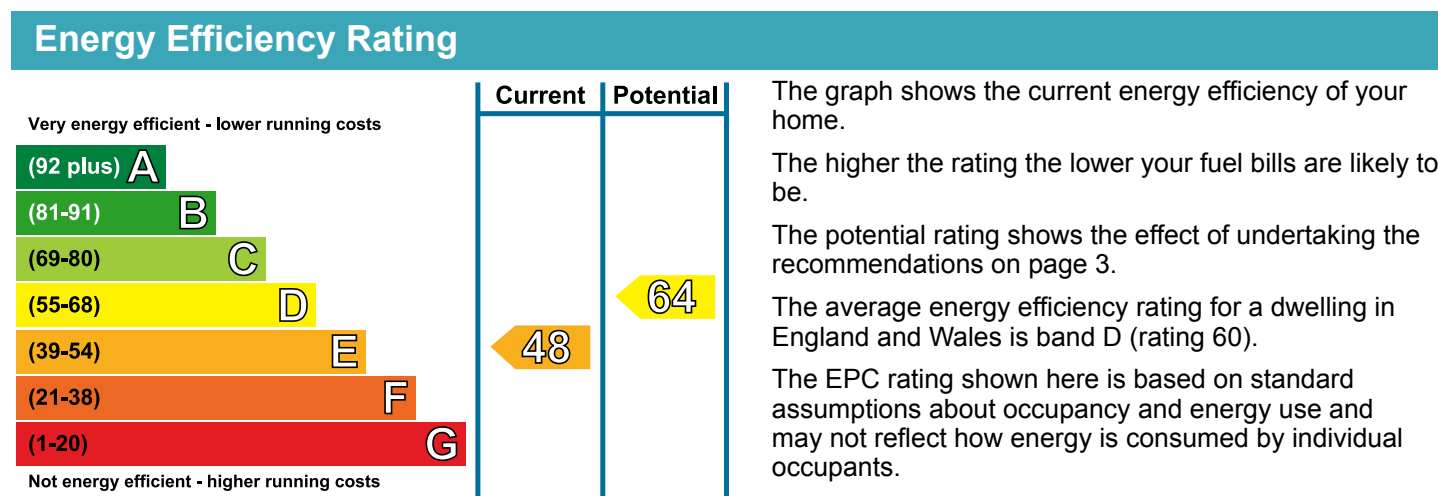 Energy Efficiency Rating
Current Potential
Very energy efficient - lower running costs
(92 plus) A
(81-91) B
(69-80) C
(55-68) D
(39-54) E
(21-38) F
(1-20) G
Not energy efficient - higher running costs
48
64
The graph shows the current energy efficiency of your
home.
The higher the rating the lower your fuel bills are likely to
be.
The potential rating shows the effect of undertaking the
recommendations on page 3.
The average energy efficiency rating for a dwelling in
England and Wales is band D (rating 60).
The EPC rating shown here is based on standard
assumptions about occupancy and energy use and
may not reflect how energy is consumed by individual
occupants.